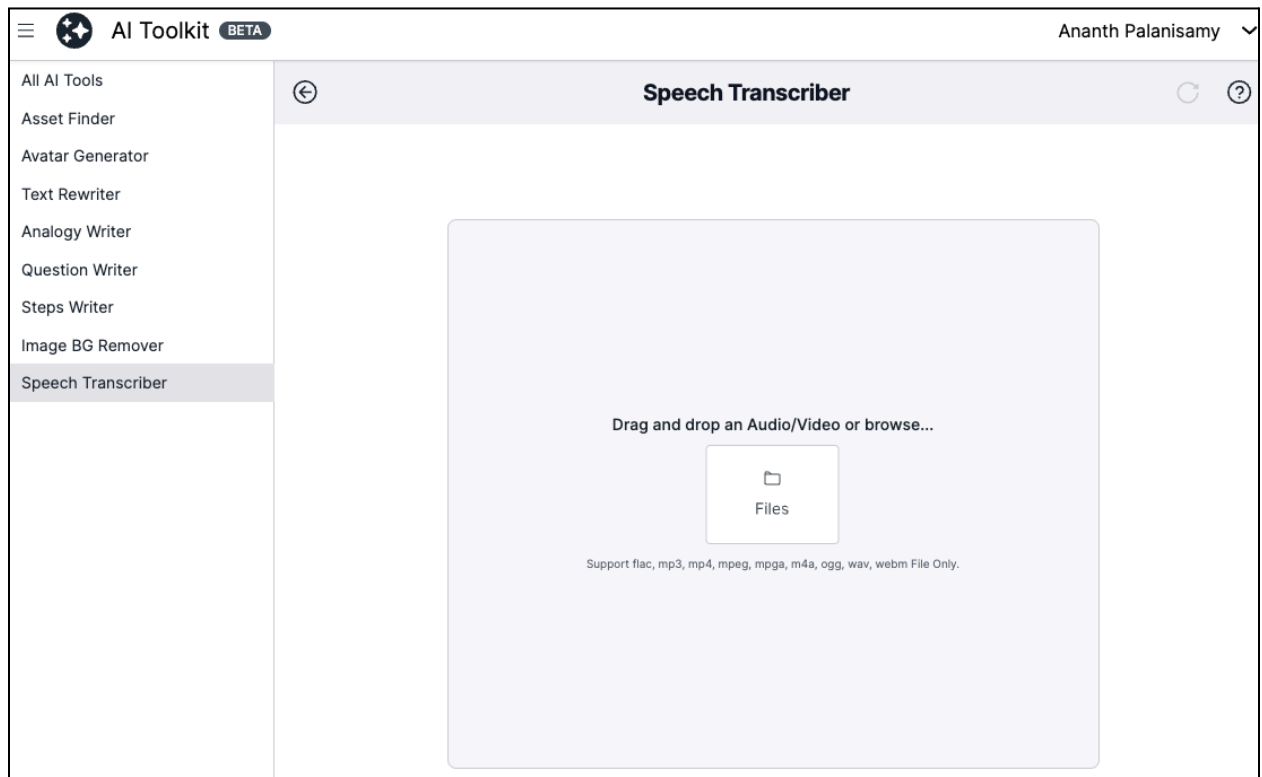 AI Toolkit BETA
Ananth Palanisamy
All AI Tools
Asset Finder
Avatar Generator
Text Rewriter
Analogy Writer
Question Writer
Steps Writer
Image BG Remover
Speech Transcriber
Speech Transcriber
Drag and drop an Audio/Video or browse...
Files
Support flac, mp3, mp4, mpeg, mpga, m4a, ogg, wav, webm File Only.